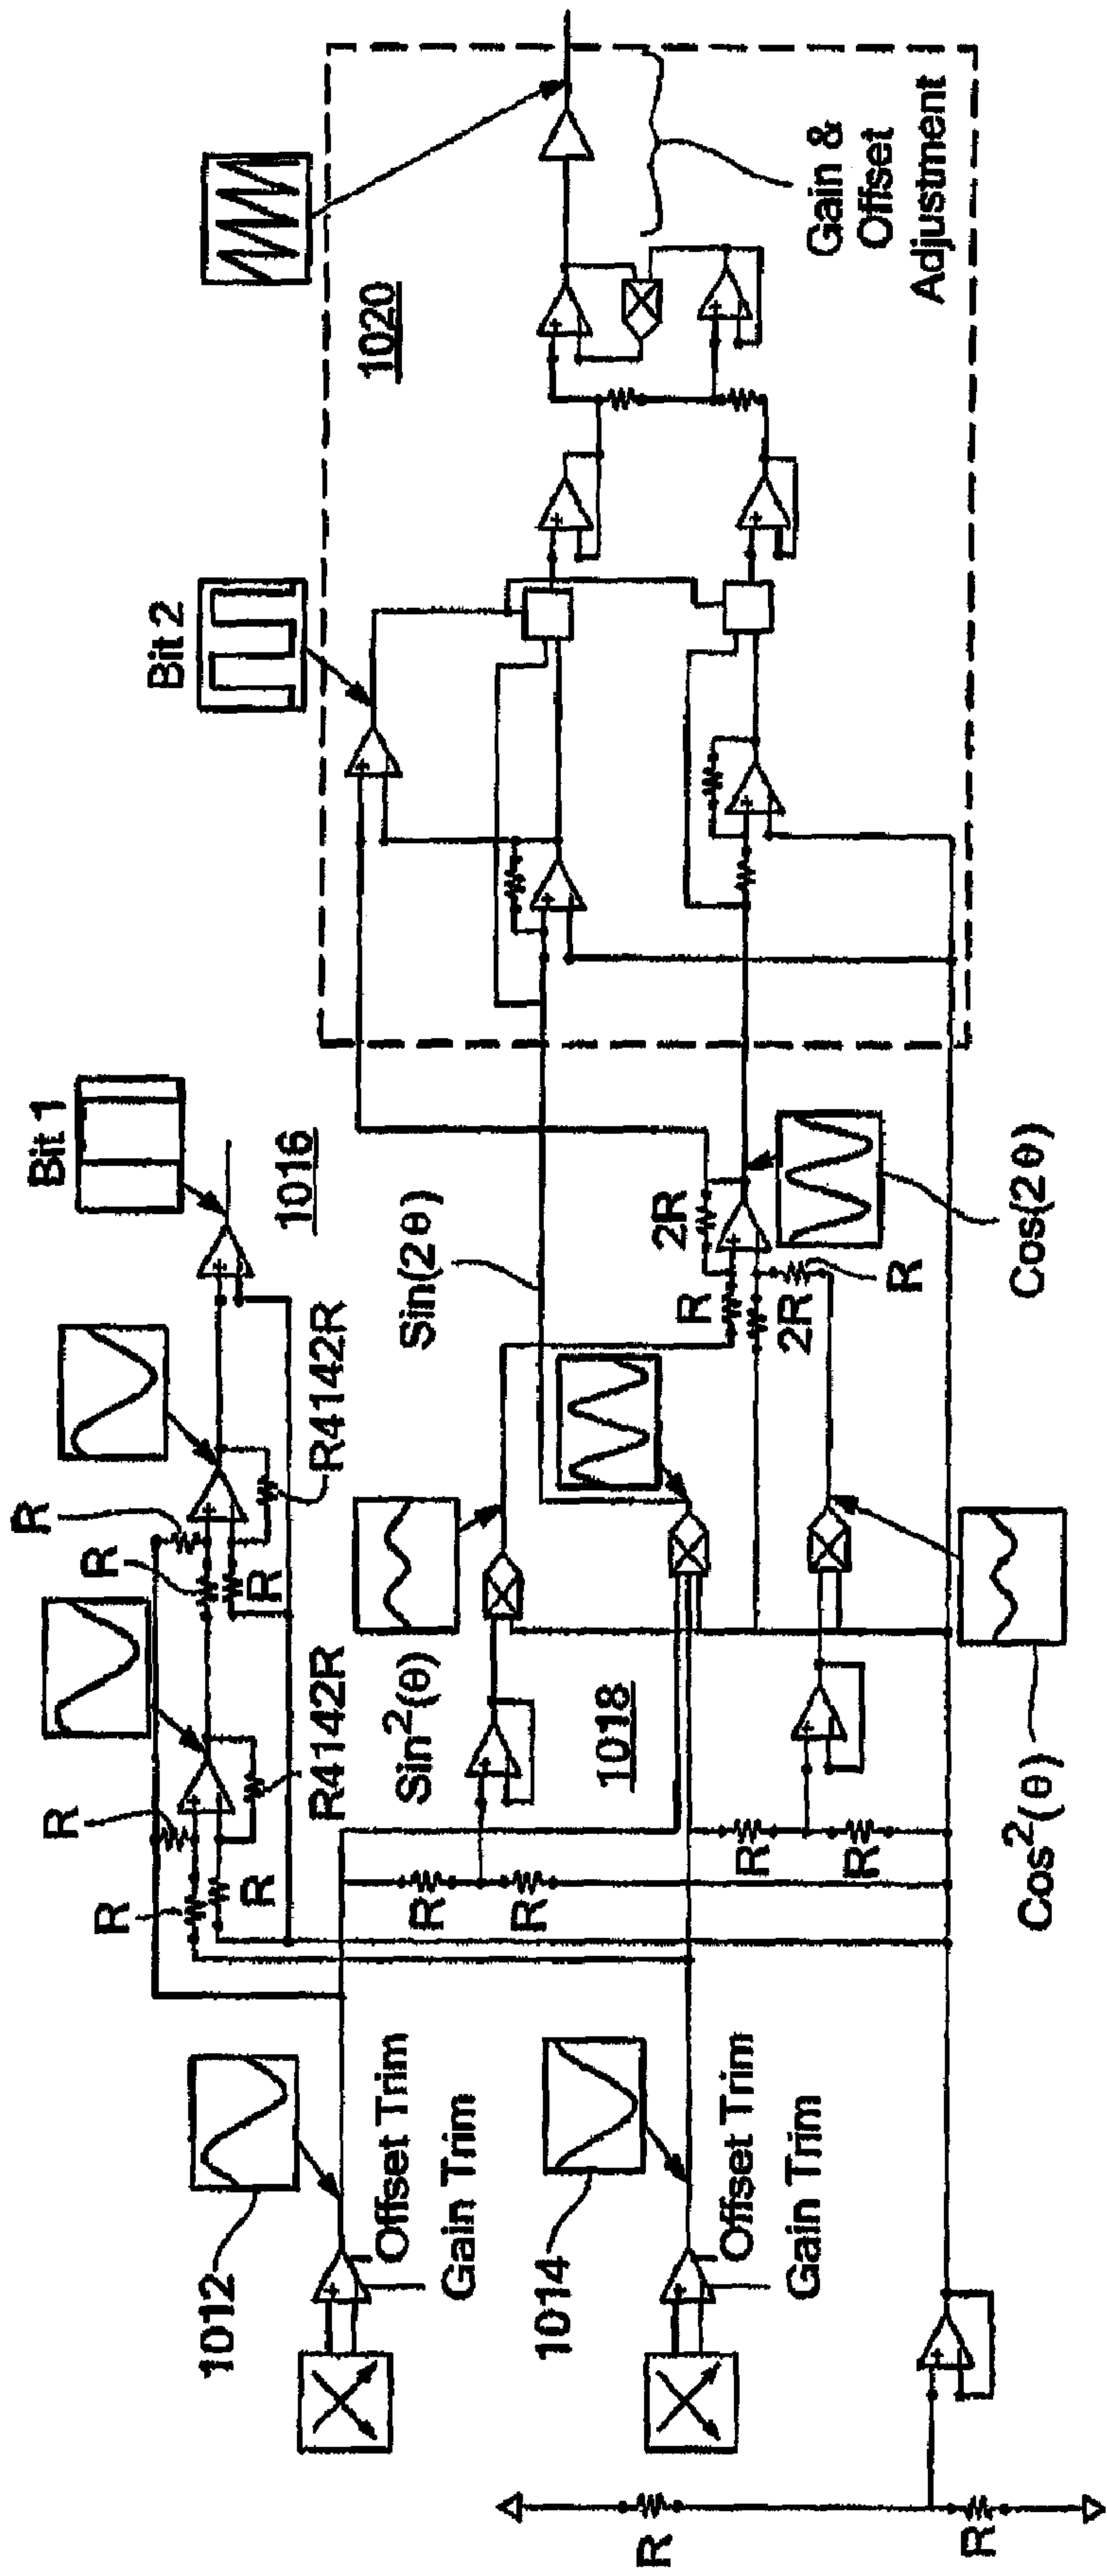 Bit 1
Bit 2
1016
1020
R
R
R
R
R
R
R4142R
R4142R
1012
Offset Trim
Gain Trim
1014
Offset Trim
Gain Trim
Sin²(θ)
1018
Sin(2θ)
R
R
R
R
R
2R
2R
R
Cos(2θ)
Cos²(θ)
Gain &
Offset
Adjustment
R
R